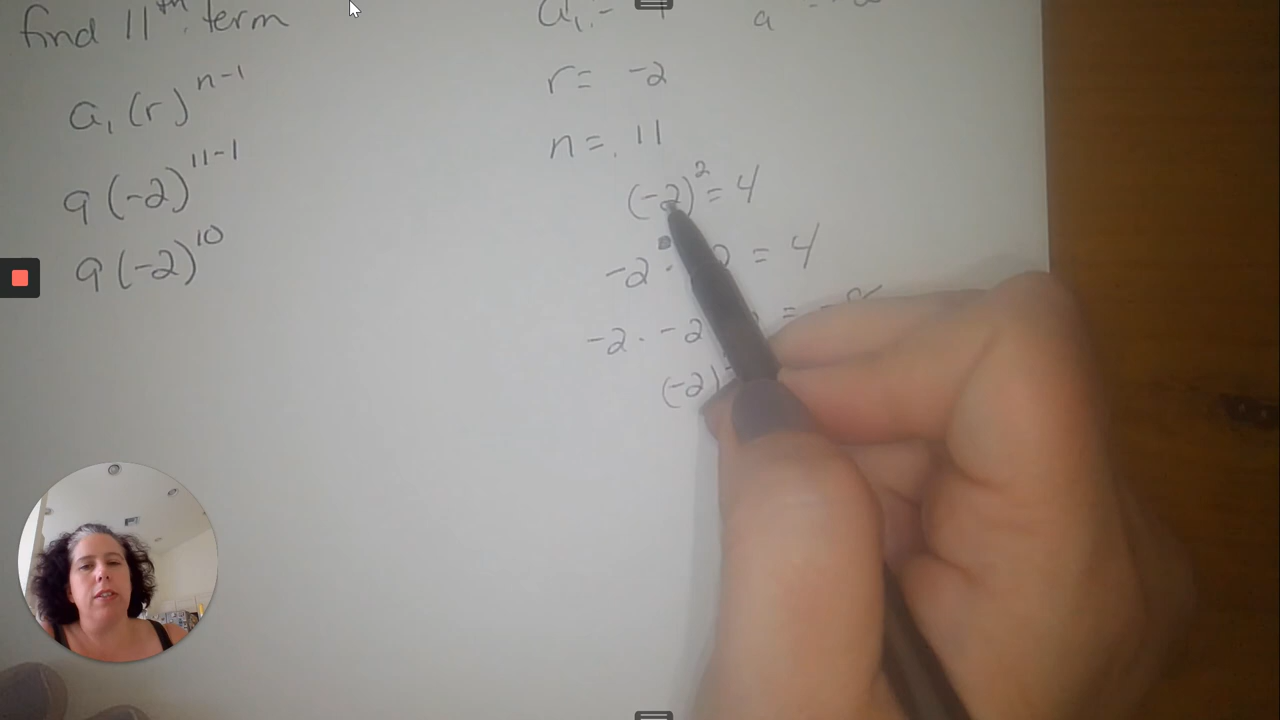 find 11th term
a₁(r)ⁿ⁻¹
9(-2)¹¹⁻¹
9(-2)¹⁰
r = -2
n = 11
(-2)² = 4
-2 · 2 = 4
-2 · -2 =
(-2)